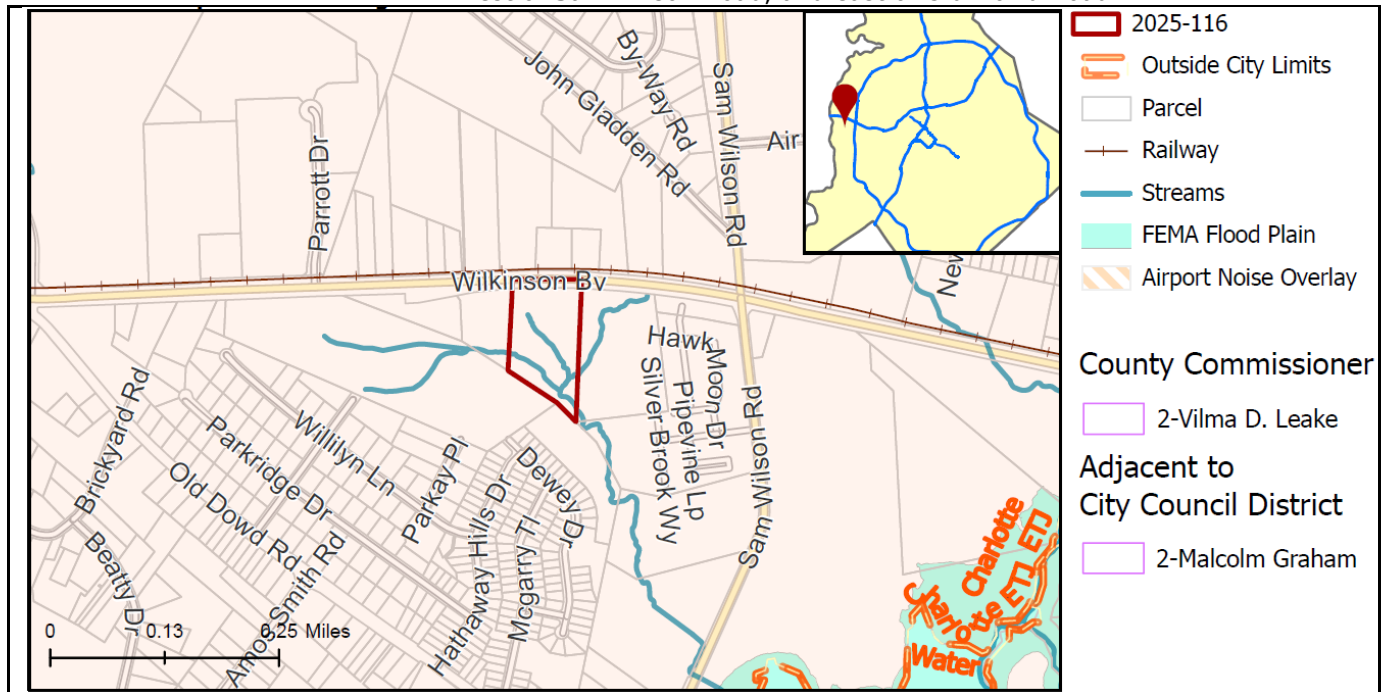 By-Way Rd
John Gladden Rd
Sam Wilson Rd
Air
Parrott Dr
Wilkinson Bv
New
Hawk
Moon Dr
Pipevine Lp
Silver Brook Wy
Sam Wilson Rd
Brickyard Rd
Willilyn Ln
Parkridge Dr
Old Dowd Rd
Parkay Pl
Dewey Dr
Hathaway Hills Dr
Mcgarry Tl
Beatty Dr
Amos Smith Rd
Charlotte ETJ
Charlotte ETJ
Water
0 0.13 0.25 Miles
2025-116
Outside City Limits
Parcel
Railway
Streams
FEMA Flood Plain
Airport Noise Overlay
County Commissioner
2-Vilma D. Leake
Adjacent to
City Council District
2-Malcolm Graham